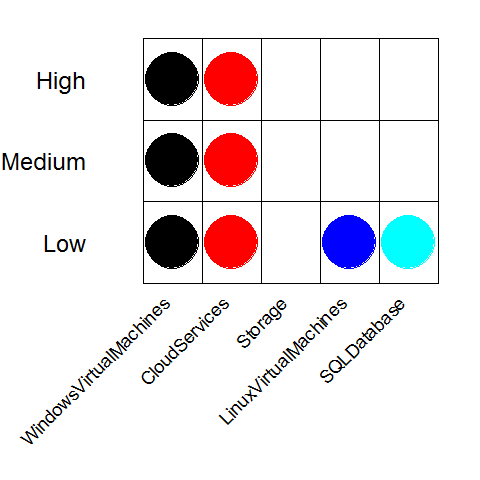 High
Medium
Low
WindowsVirtualMachines
CloudServices
Storage
LinuxVirtualMachines
SQLDatabase